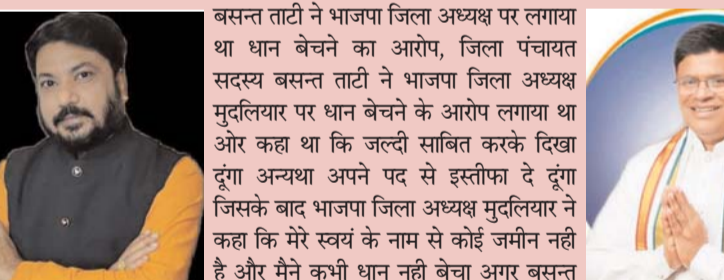 बसन्त ताटी ने भाजपा जिला अध्यक्ष पर लगाया
था धान बेचने का आरोप, जिला पंचायत
सदस्य बसन्त ताटी ने भाजपा जिला अध्यक्ष
मुदलियार पर धान बेचने के आरोप लगाया था
ओर कहा था कि जल्दी साबित करके दिखा
दूंगा अन्यथा अपने पद से इस्तीफा दे दूंगा
जिसके बाद भाजपा जिला अध्यक्ष मुदलियार ने
कहा कि मेरे स्वयं के नाम से कोई जमीन नही
है और मैने कभी धान नही बेचा अगर बसन्त